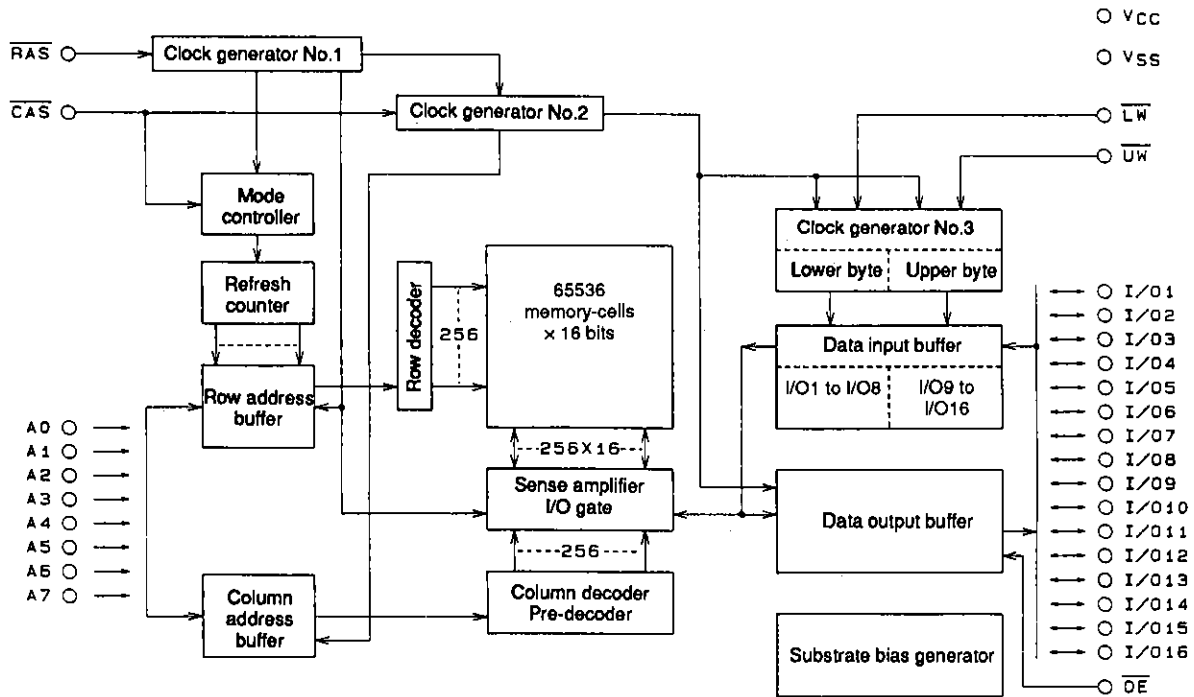 VCC
VSS
RAS
CAS
Clock generator No.1
Clock generator No.2
LW
UW
Mode
controller
Refresh
counter
Row address
buffer
Row decoder
256
65536
memory-cells
× 16 bits
256X16
Sense amplifier
I/O gate
256
Column decoder
Pre-decoder
Column
address
buffer
Clock generator No.3
Lower byte
Upper byte
Data input buffer
I/O1 to I/O8
I/O9 to
I/O16
Data output buffer
Substrate bias generator
A0
A1
A2
A3
A4
A5
A6
A7
I/O1
I/O2
I/O3
I/O4
I/O5
I/O6
I/O7
I/O8
I/O9
I/O10
I/O11
I/O12
I/O13
I/O14
I/O15
I/O16
OE